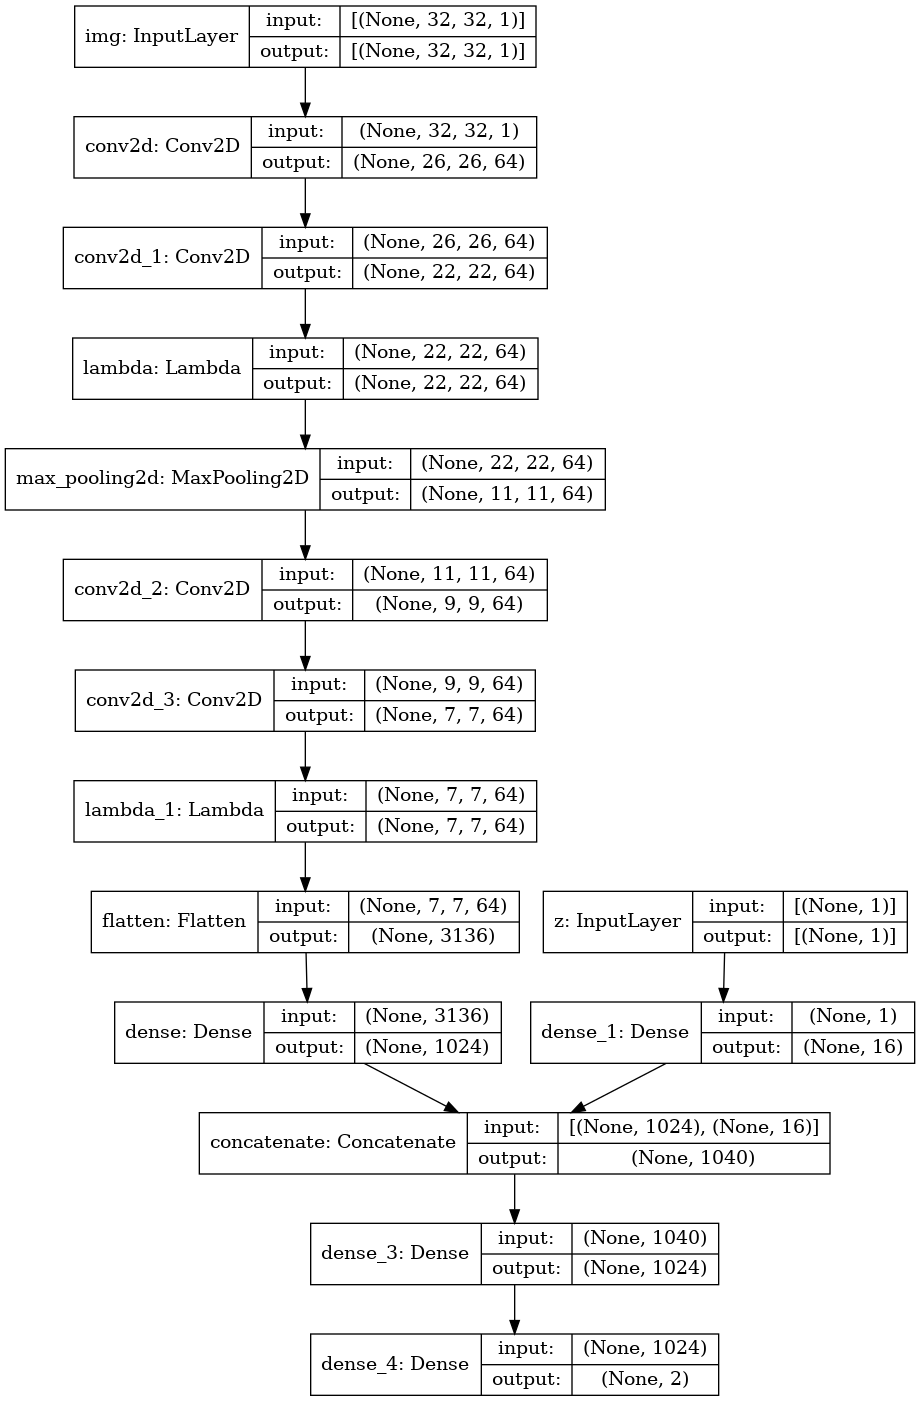 img: InputLayer
input: [(None, 32, 32, 1)]
output: [(None, 32, 32, 1)]
conv2d: Conv2D
input: (None, 32, 32, 1)
output: (None, 26, 26, 64)
conv2d_1: Conv2D
input: (None, 26, 26, 64)
output: (None, 22, 22, 64)
lambda: Lambda
input: (None, 22, 22, 64)
output: (None, 22, 22, 64)
max_pooling2d: MaxPooling2D
input: (None, 22, 22, 64)
output: (None, 11, 11, 64)
conv2d_2: Conv2D
input: (None, 11, 11, 64)
output: (None, 9, 9, 64)
conv2d_3: Conv2D
input: (None, 9, 9, 64)
output: (None, 7, 7, 64)
lambda_1: Lambda
input: (None, 7, 7, 64)
output: (None, 7, 7, 64)
flatten: Flatten
input: (None, 7, 7, 64)
output: (None, 3136)
z: InputLayer
input: [(None, 1)]
output: [(None, 1)]
dense: Dense
input: (None, 3136)
output: (None, 1024)
dense_1: Dense
input: (None, 1)
output: (None, 16)
concatenate: Concatenate
input: [(None, 1024), (None, 16)]
output: (None, 1040)
dense_3: Dense
input: (None, 1040)
output: (None, 1024)
dense_4: Dense
input: (None, 1024)
output: (None, 2)